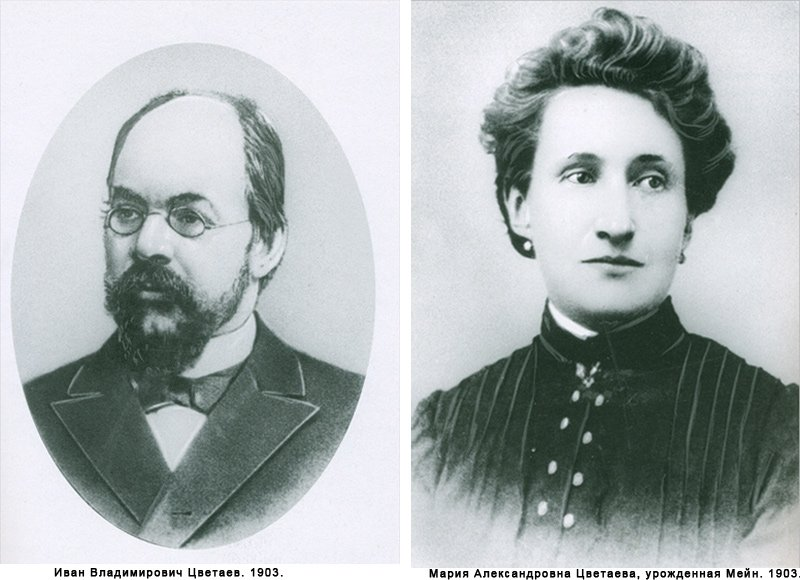 Иван Владимирович Цветаев. 1903.
Мария Александровна Цветаева, урожденная Мейн. 1903.